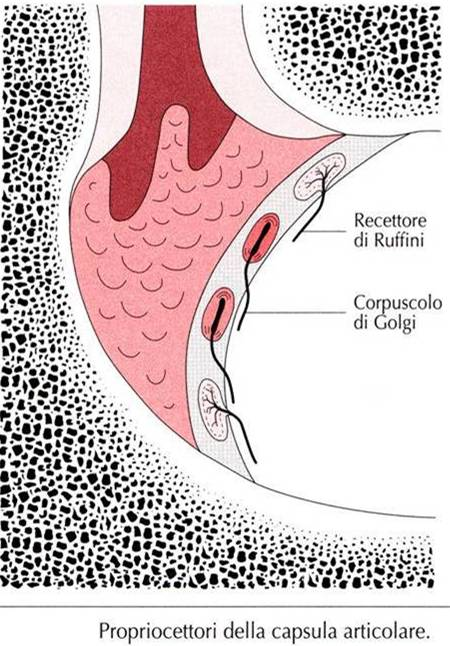 Recettore
di Ruffini
Corpuscolo
di Golgi
Propriocettori della capsula articolare.